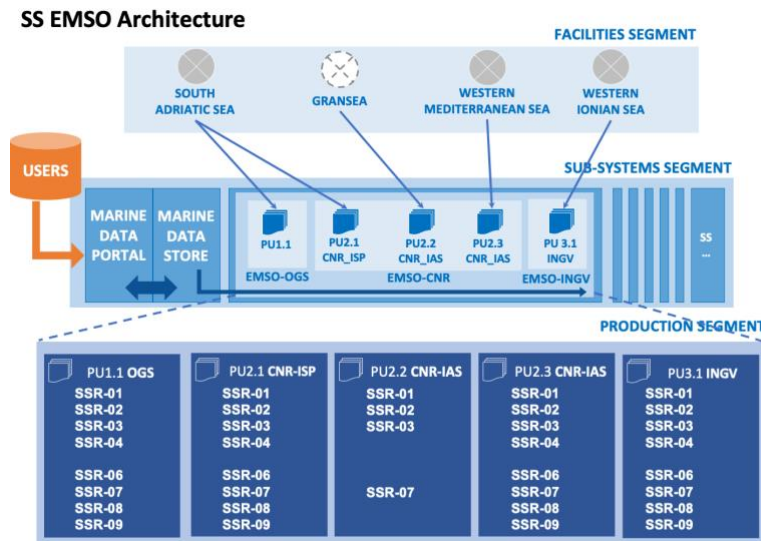 SS EMSO Architecture
FACILITIES SEGMENT
SOUTH
ADRIATIC SEA
GRANSEA
WESTERN
MEDITERRANEAN SEA
WESTERN
IONIAN SEA
USERS
SUB-SYSTEMS SEGMENT
MARINE
DATA
PORTAL
MARINE
DATA
STORE
PU1.1
PU2.1
CNR_ISP
PU2.2
CNR_IAS
PU2.3
CNR_IAS
PU 3.1
INGV
EMSO-OGS
EMSO-CNR
EMSO-INGV
SS
...
PRODUCTION SEGMENT
PU1.1 OGS
SSR-01
SSR-02
SSR-03
SSR-04
SSR-06
SSR-07
SSR-08
SSR-09
PU2.1 CNR-ISP
SSR-01
SSR-02
SSR-03
SSR-04
SSR-06
SSR-07
SSR-08
SSR-09
PU2.2 CNR-IAS
SSR-01
SSR-02
SSR-03
SSR-07
PU2.3 CNR-IAS
SSR-01
SSR-02
SSR-03
SSR-04
SSR-06
SSR-07
SSR-08
SSR-09
PU3.1 INGV
SSR-01
SSR-02
SSR-03
SSR-04
SSR-06
SSR-07
SSR-08
SSR-09